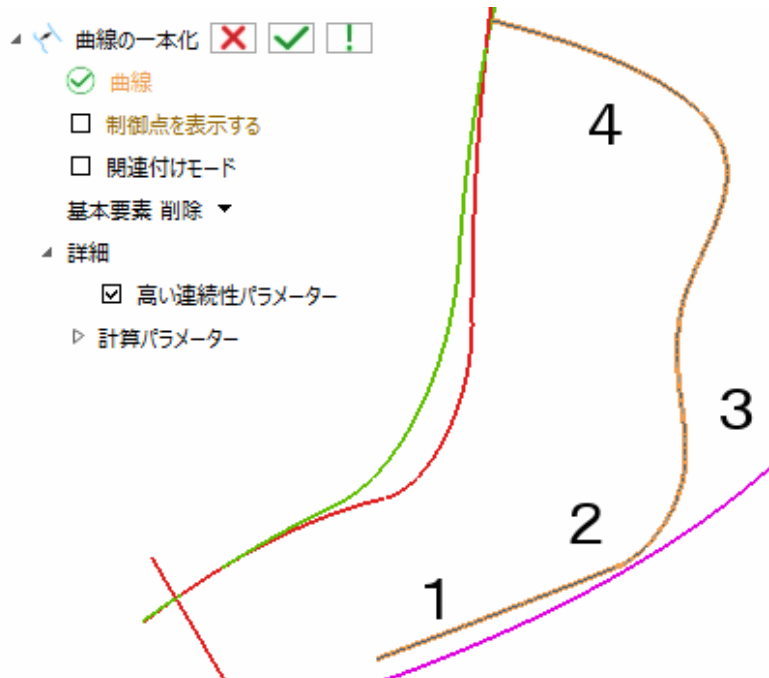 曲線の一本化
曲線
制御点を表示する
関連付けモード
基本要素 削除
詳細
高い連続性パラメーター
計算パラメーター
4
3
2
1